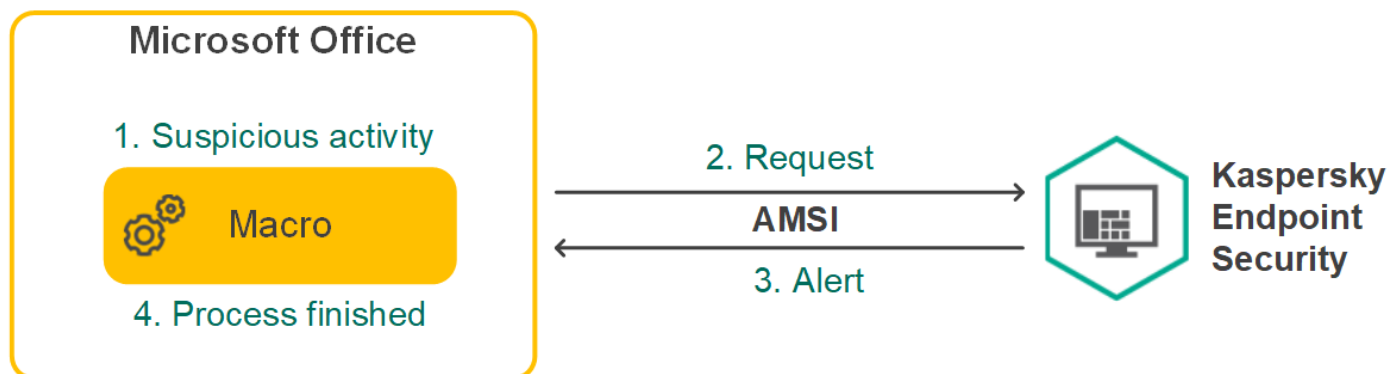 Microsoft Office
1. Suspicious activity
Macro
4. Process finished
2. Request
AMSI
3. Alert
Kaspersky
Endpoint
Security